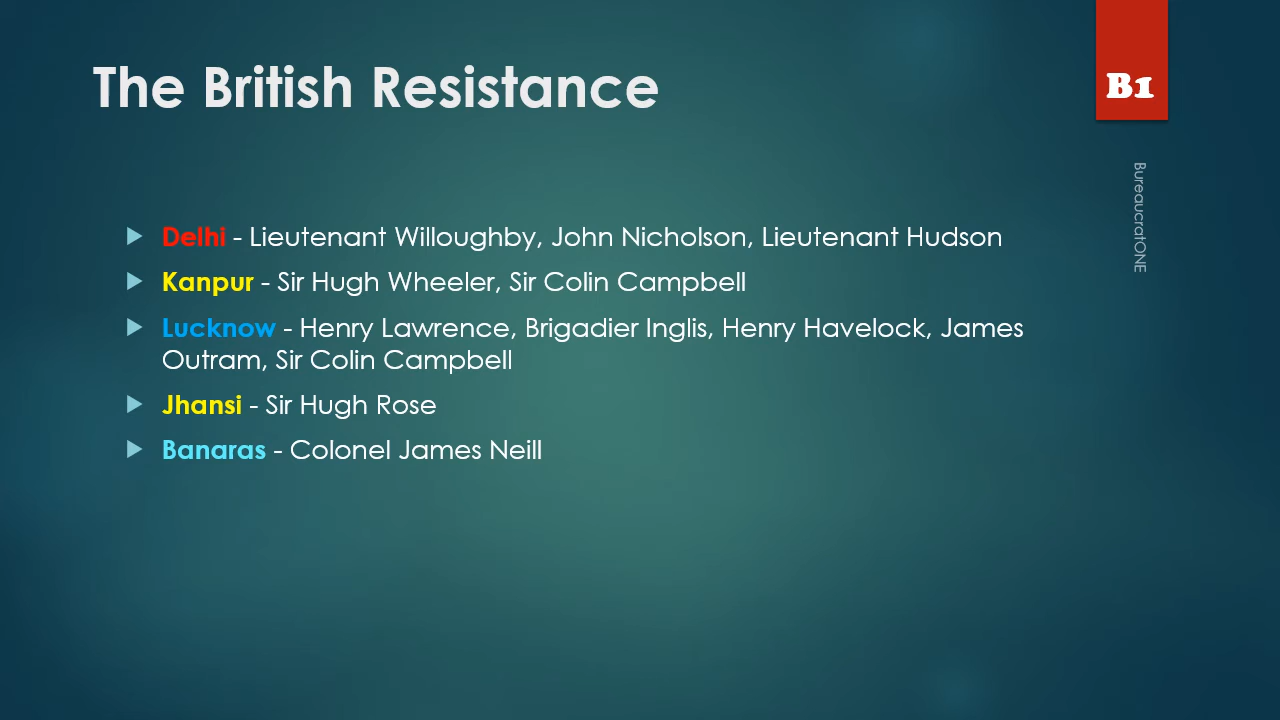 The British Resistance
B1
BureaucratONE
Delhi - Lieutenant Willoughby, John Nicholson, Lieutenant Hudson
Kanpur - Sir Hugh Wheeler, Sir Colin Campbell
Lucknow - Henry Lawrence, Brigadier Inglis, Henry Havelock, James
Outram, Sir Colin Campbell
Jhansi - Sir Hugh Rose
Banaras - Colonel James Neill